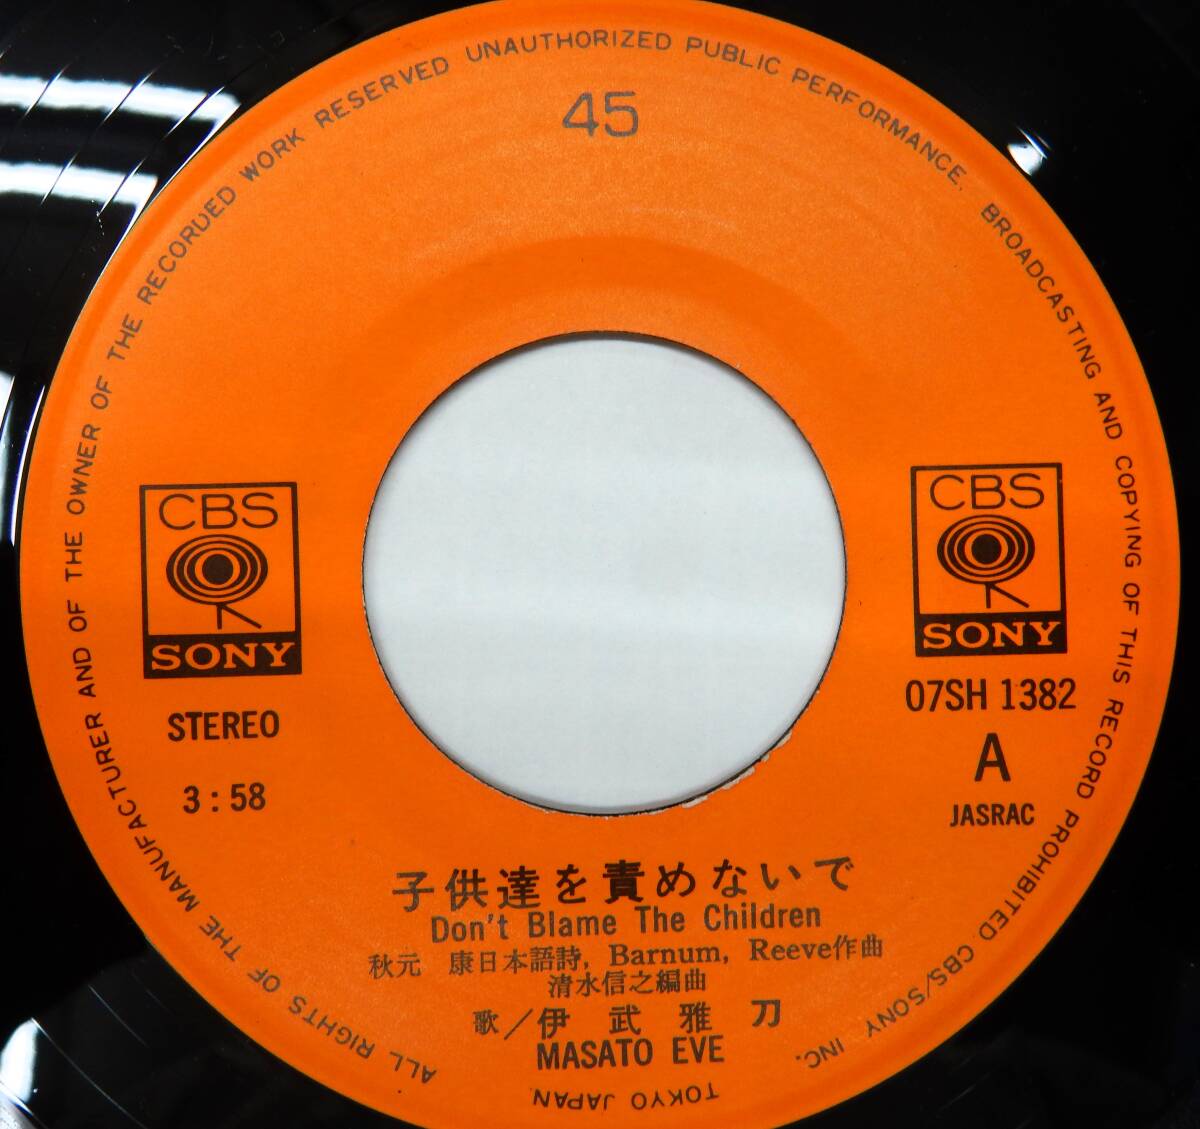 ALL RIGHTS OF THE MANUFACTURER AND OF THE OWNER OF THE RECORDED WORK RESERVED UNAUTHORIZED PUBLIC PERFORMANCE, BROADCASTING AND COPYING OF THIS RECORD PROHIBITED CBS/SONY INC.
TOKYO JAPAN
45
CBS
SONY
STEREO
3:58
CBS
SONY
07SH 1382
A
JASRAC
子供達を責めないで
Don't Blame The Children
秋元 康日本語詩, Barnum, Reeve作曲
清水信之編曲
歌／伊武雅刀
MASATO EVE